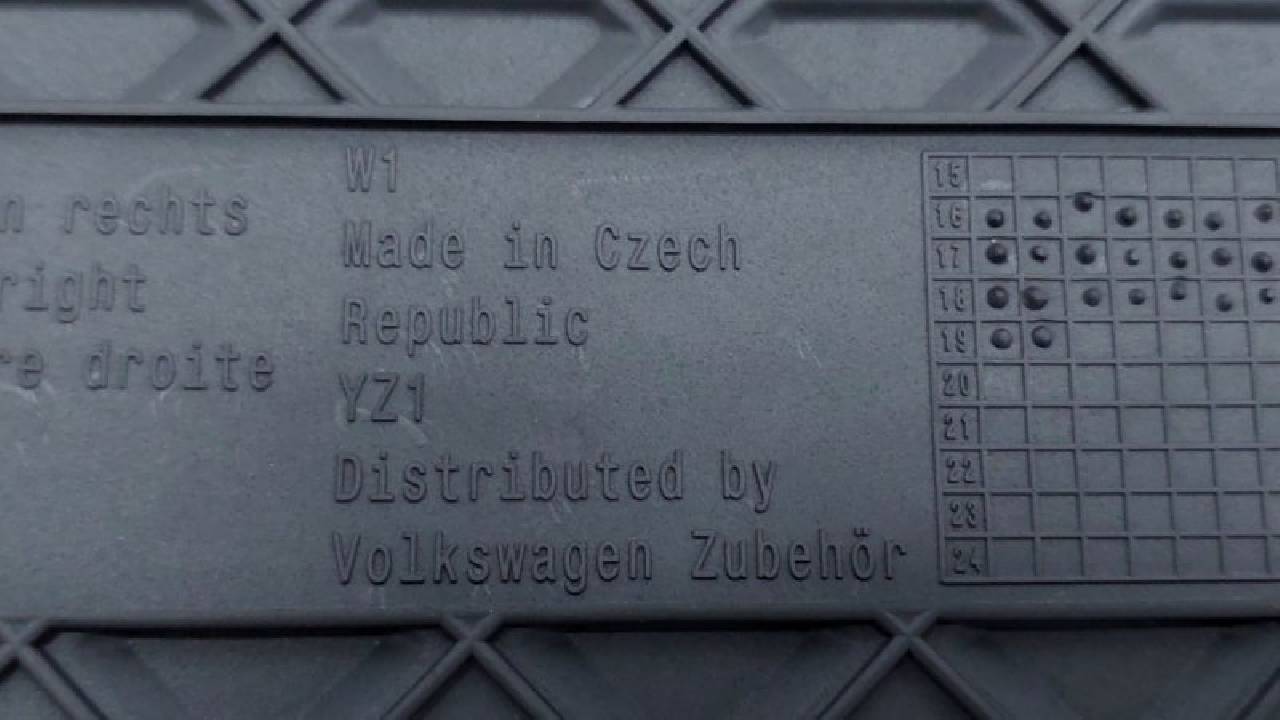 n rechts
right
re droite
W1
Made in Czech
Republic
YZ1
Distributed by
Volkswagen Zubehör
15
16
17
18
19
20
21
22
23
24